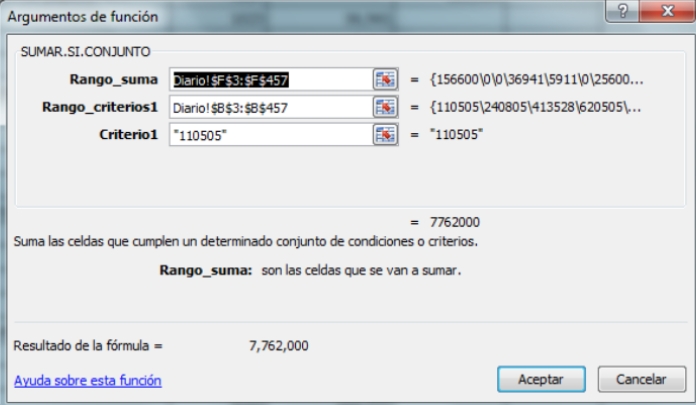 Argumentos de función
SUMAR.SI.CONJUNTO
Rango_suma Diario!$F$3:$F$457 = {156600\0\0\36941\5911\0\25600...
Rango_criterios1 Diario!$B$3:$B$457 = {110505\240805\413528\620505\...
Criterio1 "110505" = "110505"
= 7762000
Suma las celdas que cumplen un determinado conjunto de condiciones o criterios.
Rango_suma: son las celdas que se van a sumar.
Resultado de la fórmula = 7,762,000
Ayuda sobre esta función
Aceptar
Cancelar